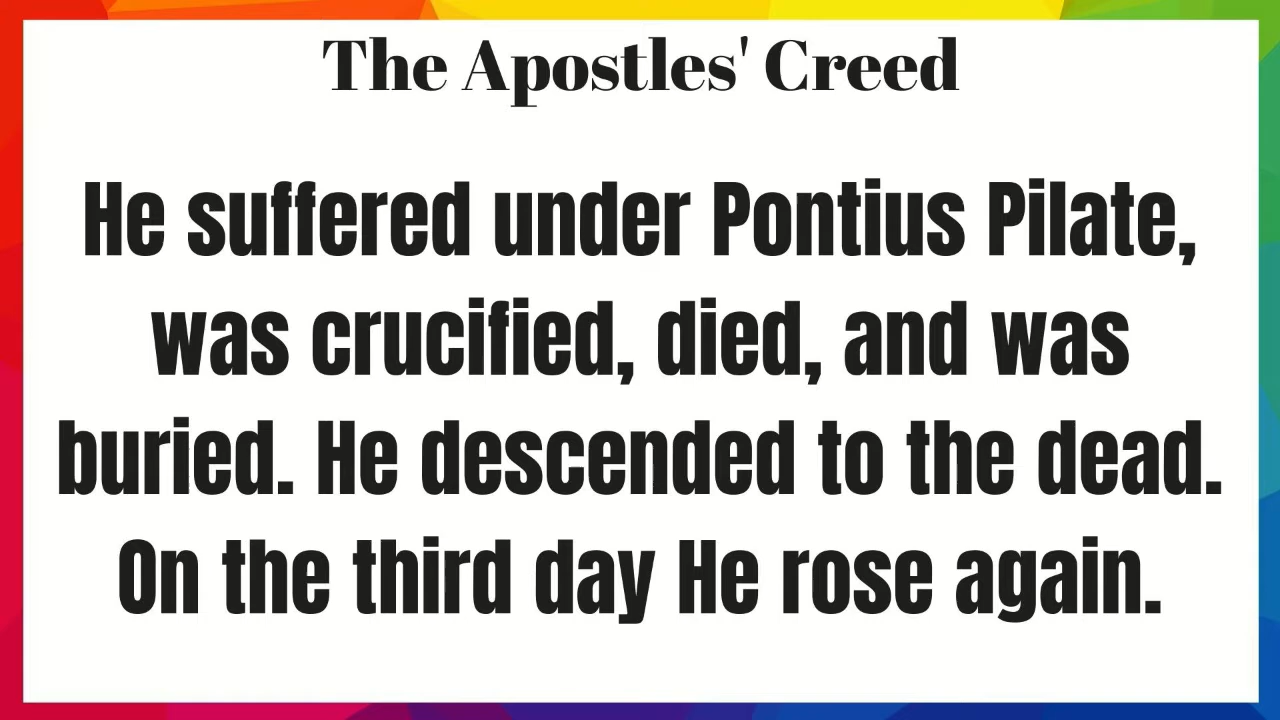 The Apostles' Creed
He suffered under Pontius Pilate,
was crucified, died, and was
buried. He descended to the dead.
On the third day He rose again.